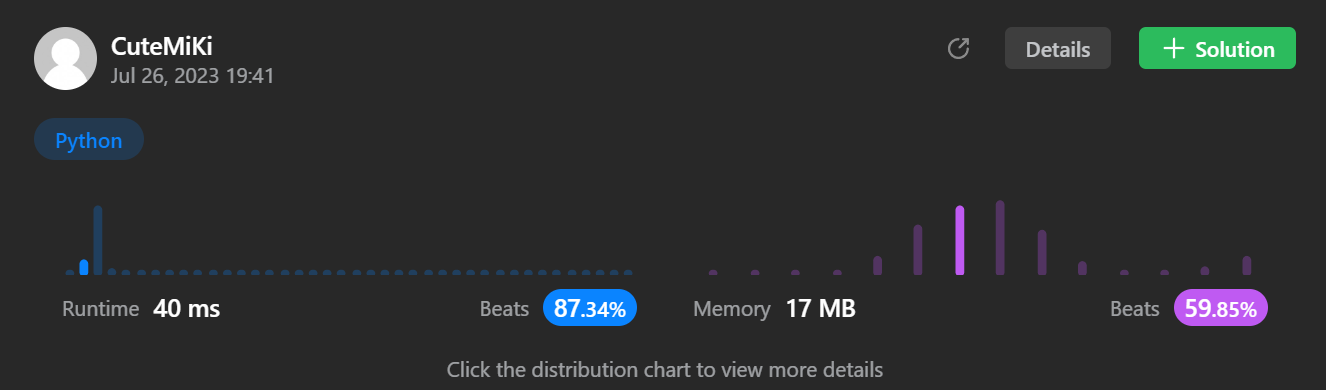 CuteMiKi
Jul 26, 2023 19:41
Details
+ Solution
Python
Runtime 40 ms
Beats 87.34%
Memory 17 MB
Beats 59.85%
Click the distribution chart to view more details